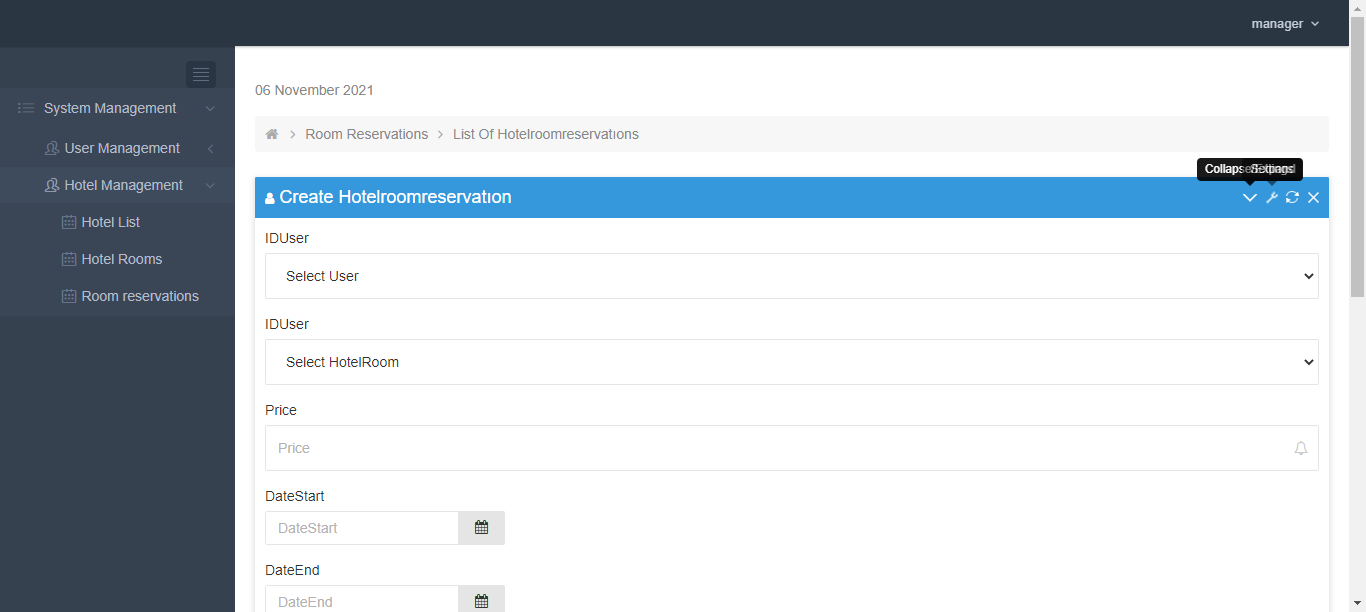 manager
06 November 2021
System Management
Room Reservations > List Of Hotelroomreservatıons
User Management
Collapse/Expand Settings
Hotel Management
Create Hotelroomreservatıon
Hotel List
IDUser
Hotel Rooms
Select User
Room reservations
IDUser
Select HotelRoom
Price
Price
DateStart
DateStart
DateEnd
DateEnd